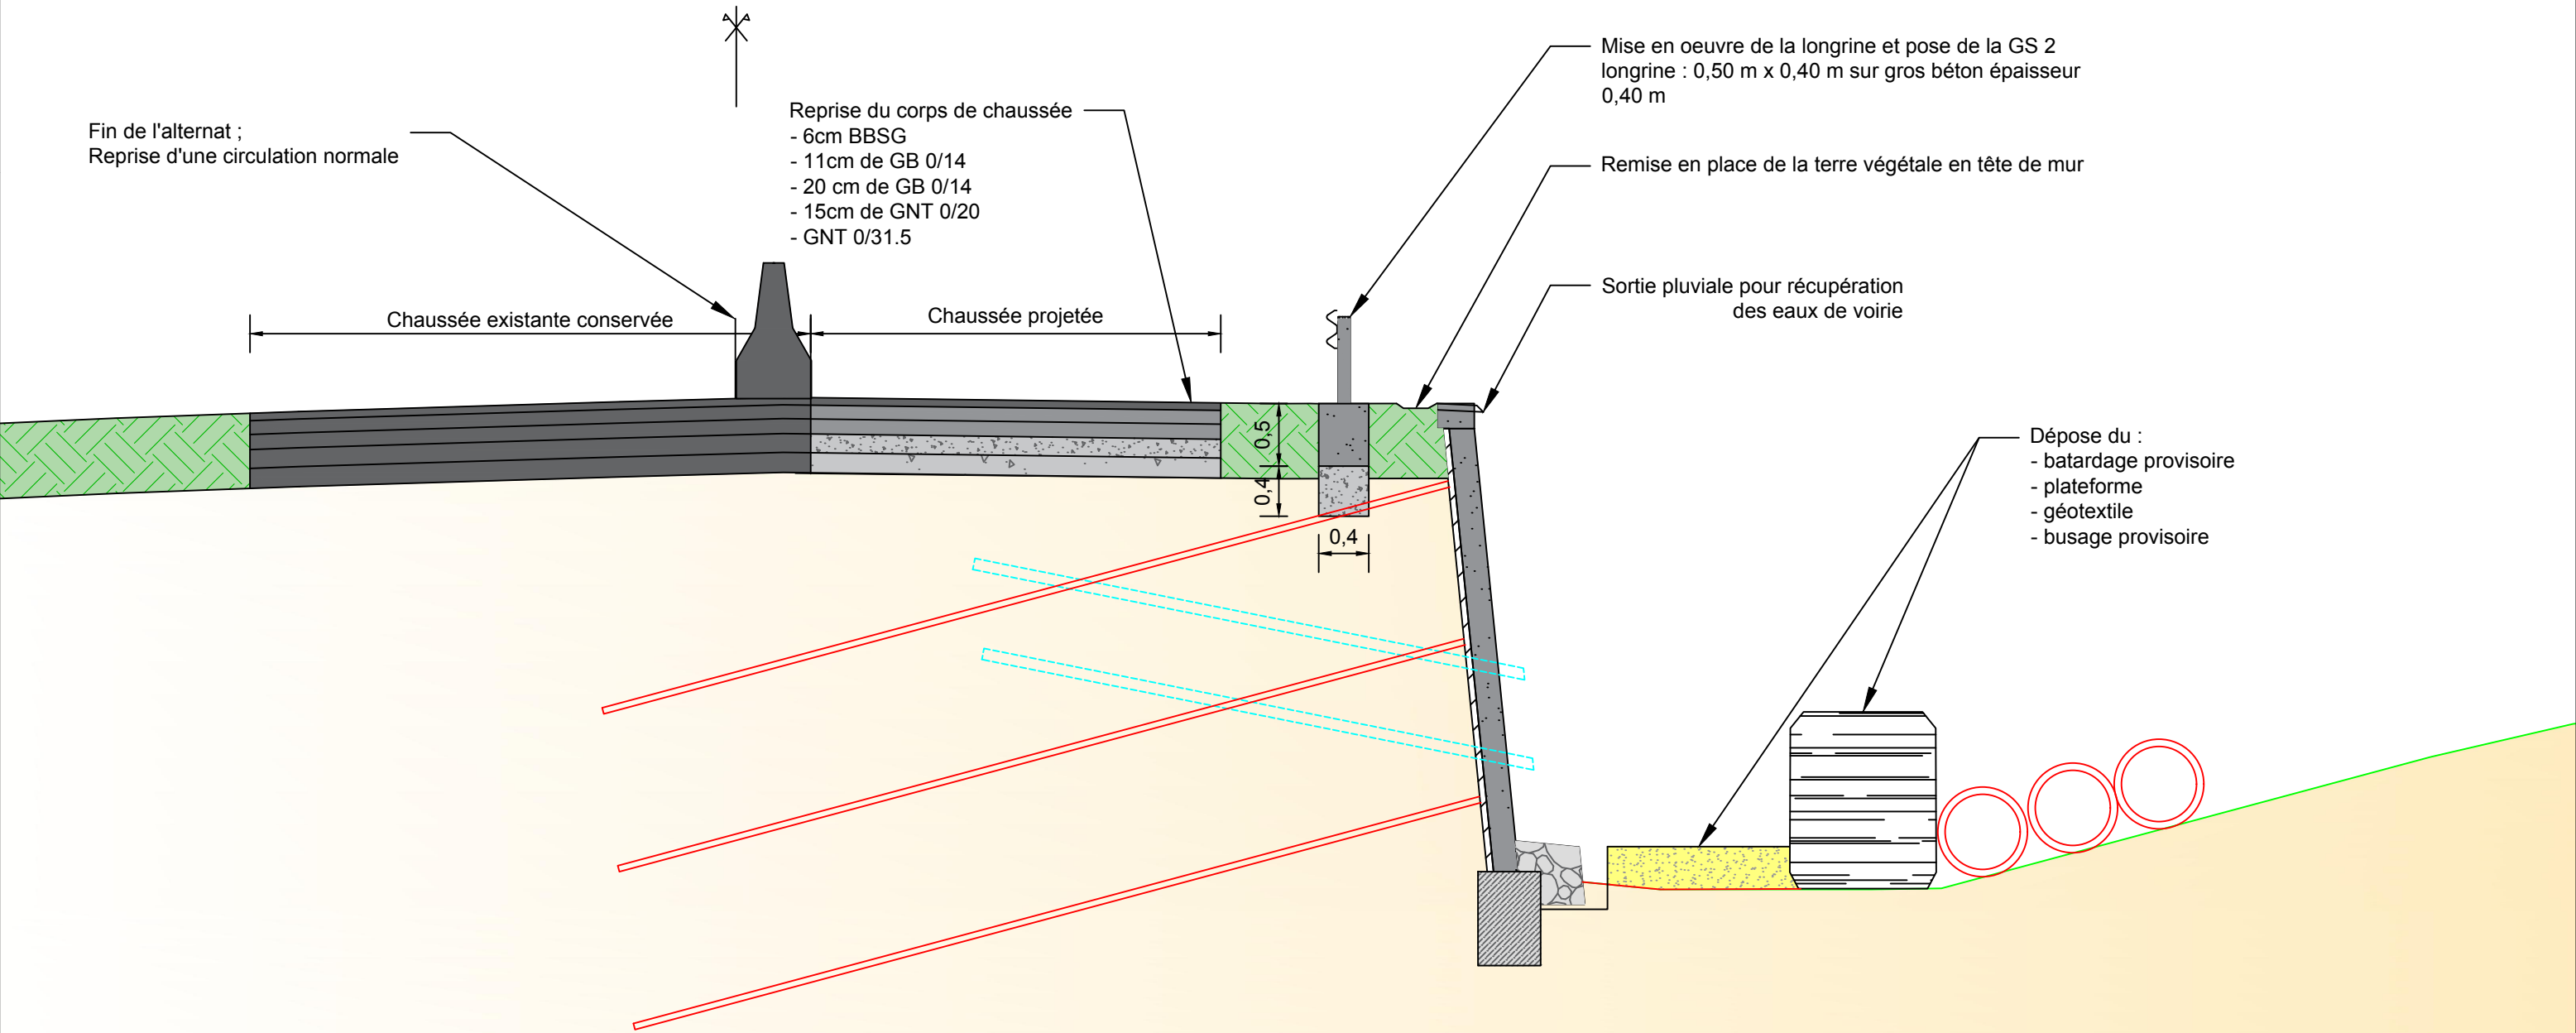 Fin de l'alternat ;
Reprise d'une circulation normale
Reprise du corps de chaussée
- 6cm BBSG
- 11cm de GB 0/14
- 20 cm de GB 0/14
- 15cm de GNT 0/20
- GNT 0/31.5
Mise en oeuvre de la longrine et pose de la GS 2
longrine : 0,50 m x 0,40 m sur gros béton épaisseur
0,40 m
Remise en place de la terre végétale en tête de mur
Sortie pluviale pour récupération
des eaux de voirie
Chaussée existante conservée
Chaussée projetée
0,5
0,4
0,4
Dépose du :
- batardage provisoire
- plateforme
- géotextile
- busage provisoire